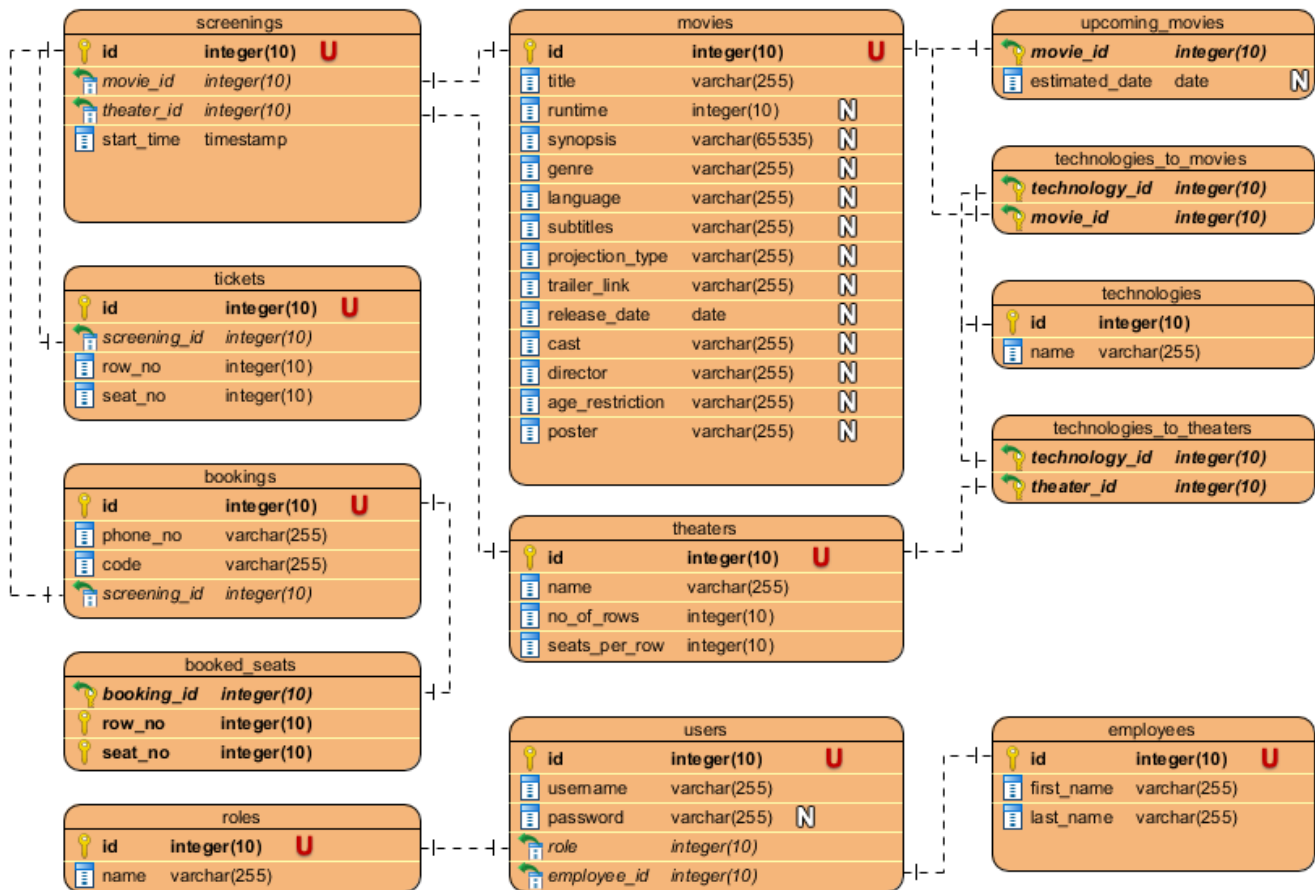 screenings
id integer(10) U
movie_id integer(10)
theater_id integer(10)
start_time timestamp
tickets
id integer(10) U
screening_id integer(10)
row_no integer(10)
seat_no integer(10)
bookings
id integer(10) U
phone_no varchar(255)
code varchar(255)
screening_id integer(10)
booked_seats
booking_id integer(10)
row_no integer(10)
seat_no integer(10)
roles
id integer(10) U
name varchar(255)
movies
id integer(10) U
title varchar(255)
runtime integer(10) N
synopsis varchar(65535) N
genre varchar(255) N
language varchar(255) N
subtitles varchar(255) N
projection_type varchar(255) N
trailer_link varchar(255) N
release_date date N
cast varchar(255) N
director varchar(255) N
age_restriction varchar(255) N
poster varchar(255) N
theaters
id integer(10) U
name varchar(255)
no_of_rows integer(10)
seats_per_row integer(10)
users
id integer(10) U
username varchar(255)
password varchar(255) N
role integer(10)
employee_id integer(10)
upcoming_movies
movie_id integer(10)
estimated_date date N
technologies_to_movies
technology_id integer(10)
movie_id integer(10)
technologies
id integer(10)
name varchar(255)
technologies_to_theaters
technology_id integer(10)
theater_id integer(10)
employees
id integer(10) U
first_name varchar(255)
last_name varchar(255)